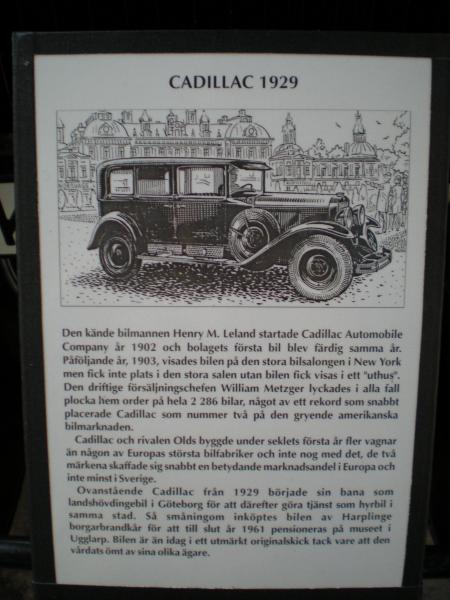 CADILLAC 1929
Den kände bilmannen Henry M. Leland startade Cadillac Automobile
Company år 1902 och bolagets första bil blev färdig samma år.
Påföljande år, 1903, visades bilen på den stora bilsalongen i New York
men fick inte plats i den stora salen utan bilen fick visas i ett "uthus".
Den driftige försäljningschefen William Metzger lyckades i alla fall
plocka hem order på hela 2 286 bilar, något av ett rekord som snabbt
placerade Cadillac som nummer två på den gryende amerikanska
bilmarknaden.
Cadillac och rivalen Olds byggde under seklets första år fler vagnar
än någon av Europas största bilfabriker och inte nog med det, de två
märkena skaffade sig snabbt en betydande marknadsandel i Europa och
inte minst i Sverige.
Ovanstående Cadillac från 1929 började sin bana som
landshövdingebil i Göteborg för att därefter göra tjänst som hyrbil i
samma stad. Så småningom inköptes bilen av Harplinge
borgarbrandkår för att till slut år 1961 pensioneras på museet i
Ugglarp. Bilen är än idag i ett utmärkt originalskick tack vare att den
vårdats ömt av sina olika ägare.